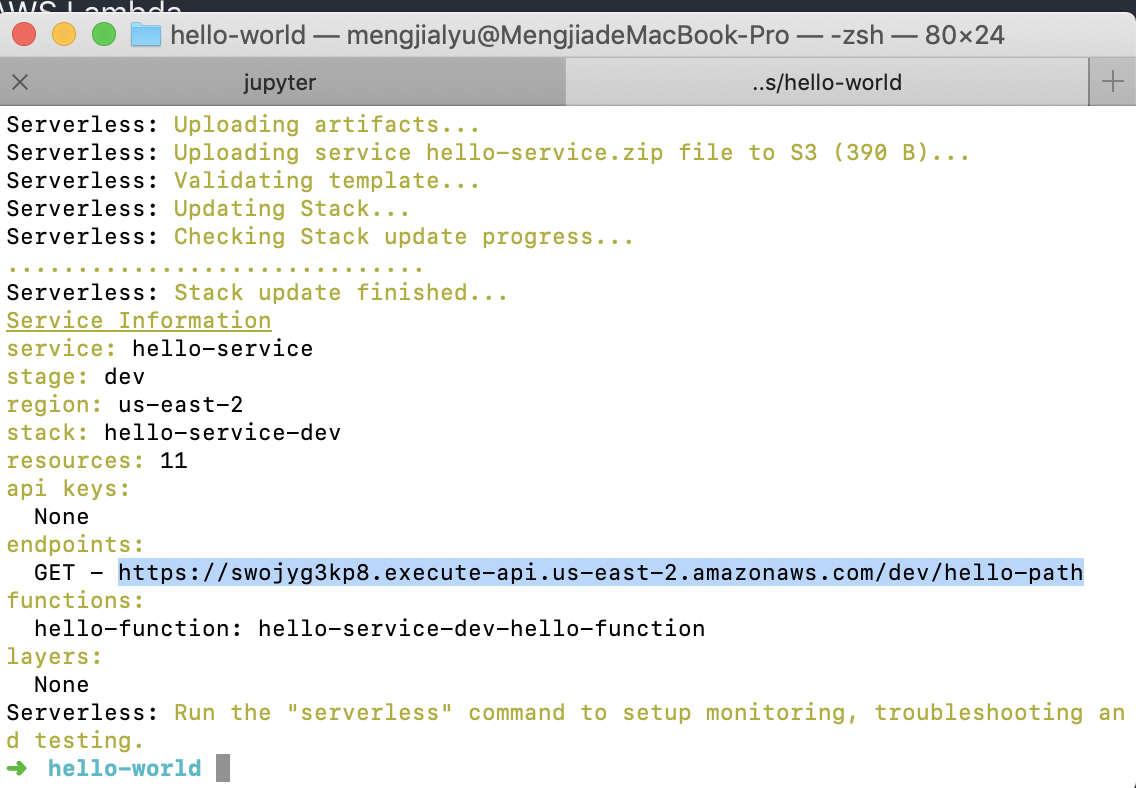 AWS Lambda
hello-world — mengjialyu@MengjiadeMacBook-Pro — -zsh — 80×24
jupyter
..s/hello-world
Serverless: Uploading artifacts...
Serverless: Uploading service hello-service.zip file to S3 (390 B)...
Serverless: Validating template...
Serverless: Updating Stack...
Serverless: Checking Stack update progress...
..............................
Serverless: Stack update finished...
Service Information
service: hello-service
stage: dev
region: us-east-2
stack: hello-service-dev
resources: 11
api keys:
  None
endpoints:
  GET - https://swojyg3kp8.execute-api.us-east-2.amazonaws.com/dev/hello-path
functions:
  hello-function: hello-service-dev-hello-function
layers:
  None
Serverless: Run the "serverless" command to setup monitoring, troubleshooting an
d testing.
➜  hello-world